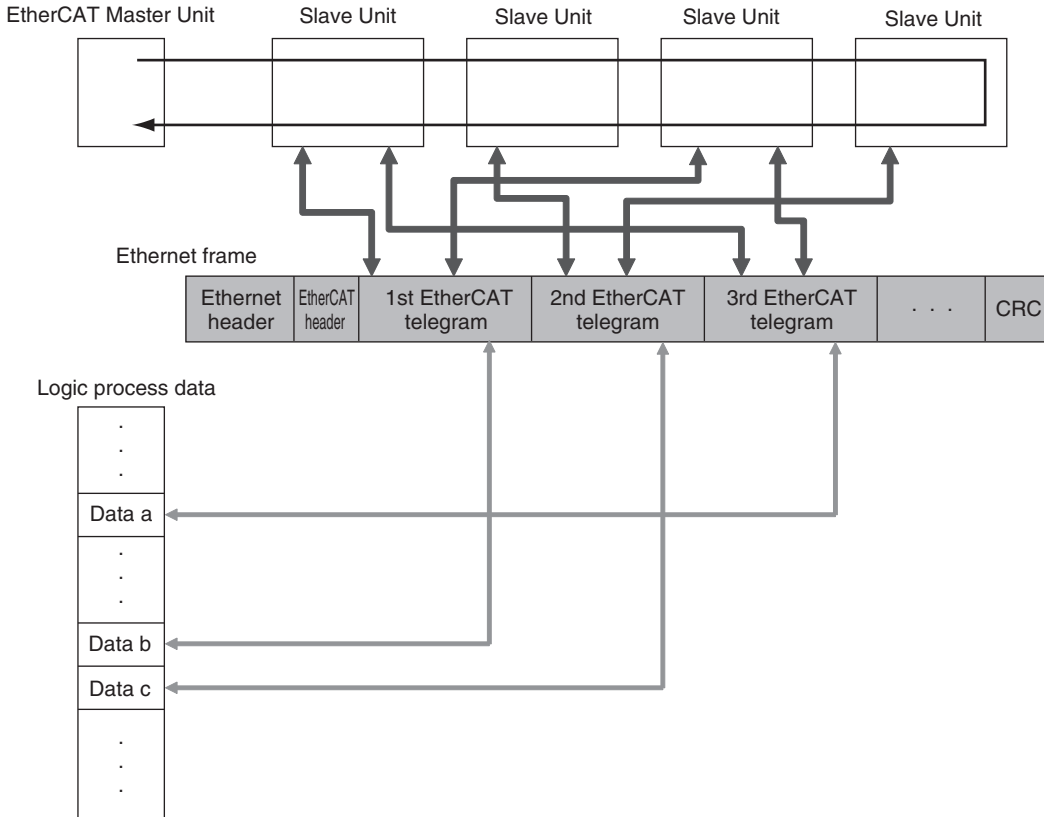 EtherCAT Master Unit
Slave Unit
Slave Unit
Slave Unit
Slave Unit
Ethernet frame
Ethernet
header
EtherCAT
header
1st EtherCAT
telegram
2nd EtherCAT
telegram
3rd EtherCAT
telegram
· · ·
CRC
Logic process data
·
·
·
Data a
·
·
·
Data b
Data c
·
·
·